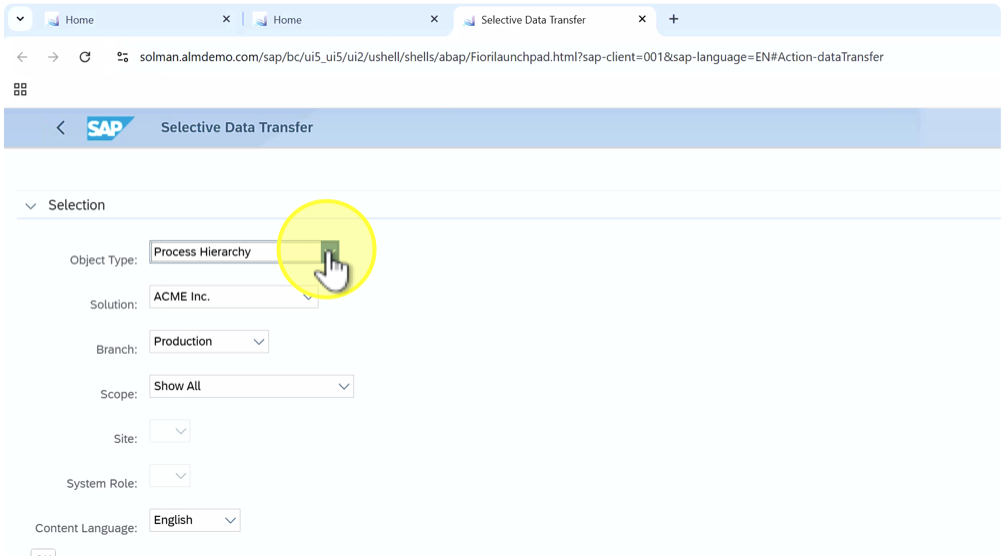 Home
Home
Selective Data Transfer
solman.almdemo.com/sap/bc/ui5_ui5/ui2/ushell/shells/abap/Fiorilaunchpad.html?sap-client=001&sap-language=EN#Action-dataTransfer
SAP Selective Data Transfer
Selection
Object Type: Process Hierarchy
Solution: ACME Inc.
Branch: Production
Scope: Show All
Site:
System Role:
Content Language: English